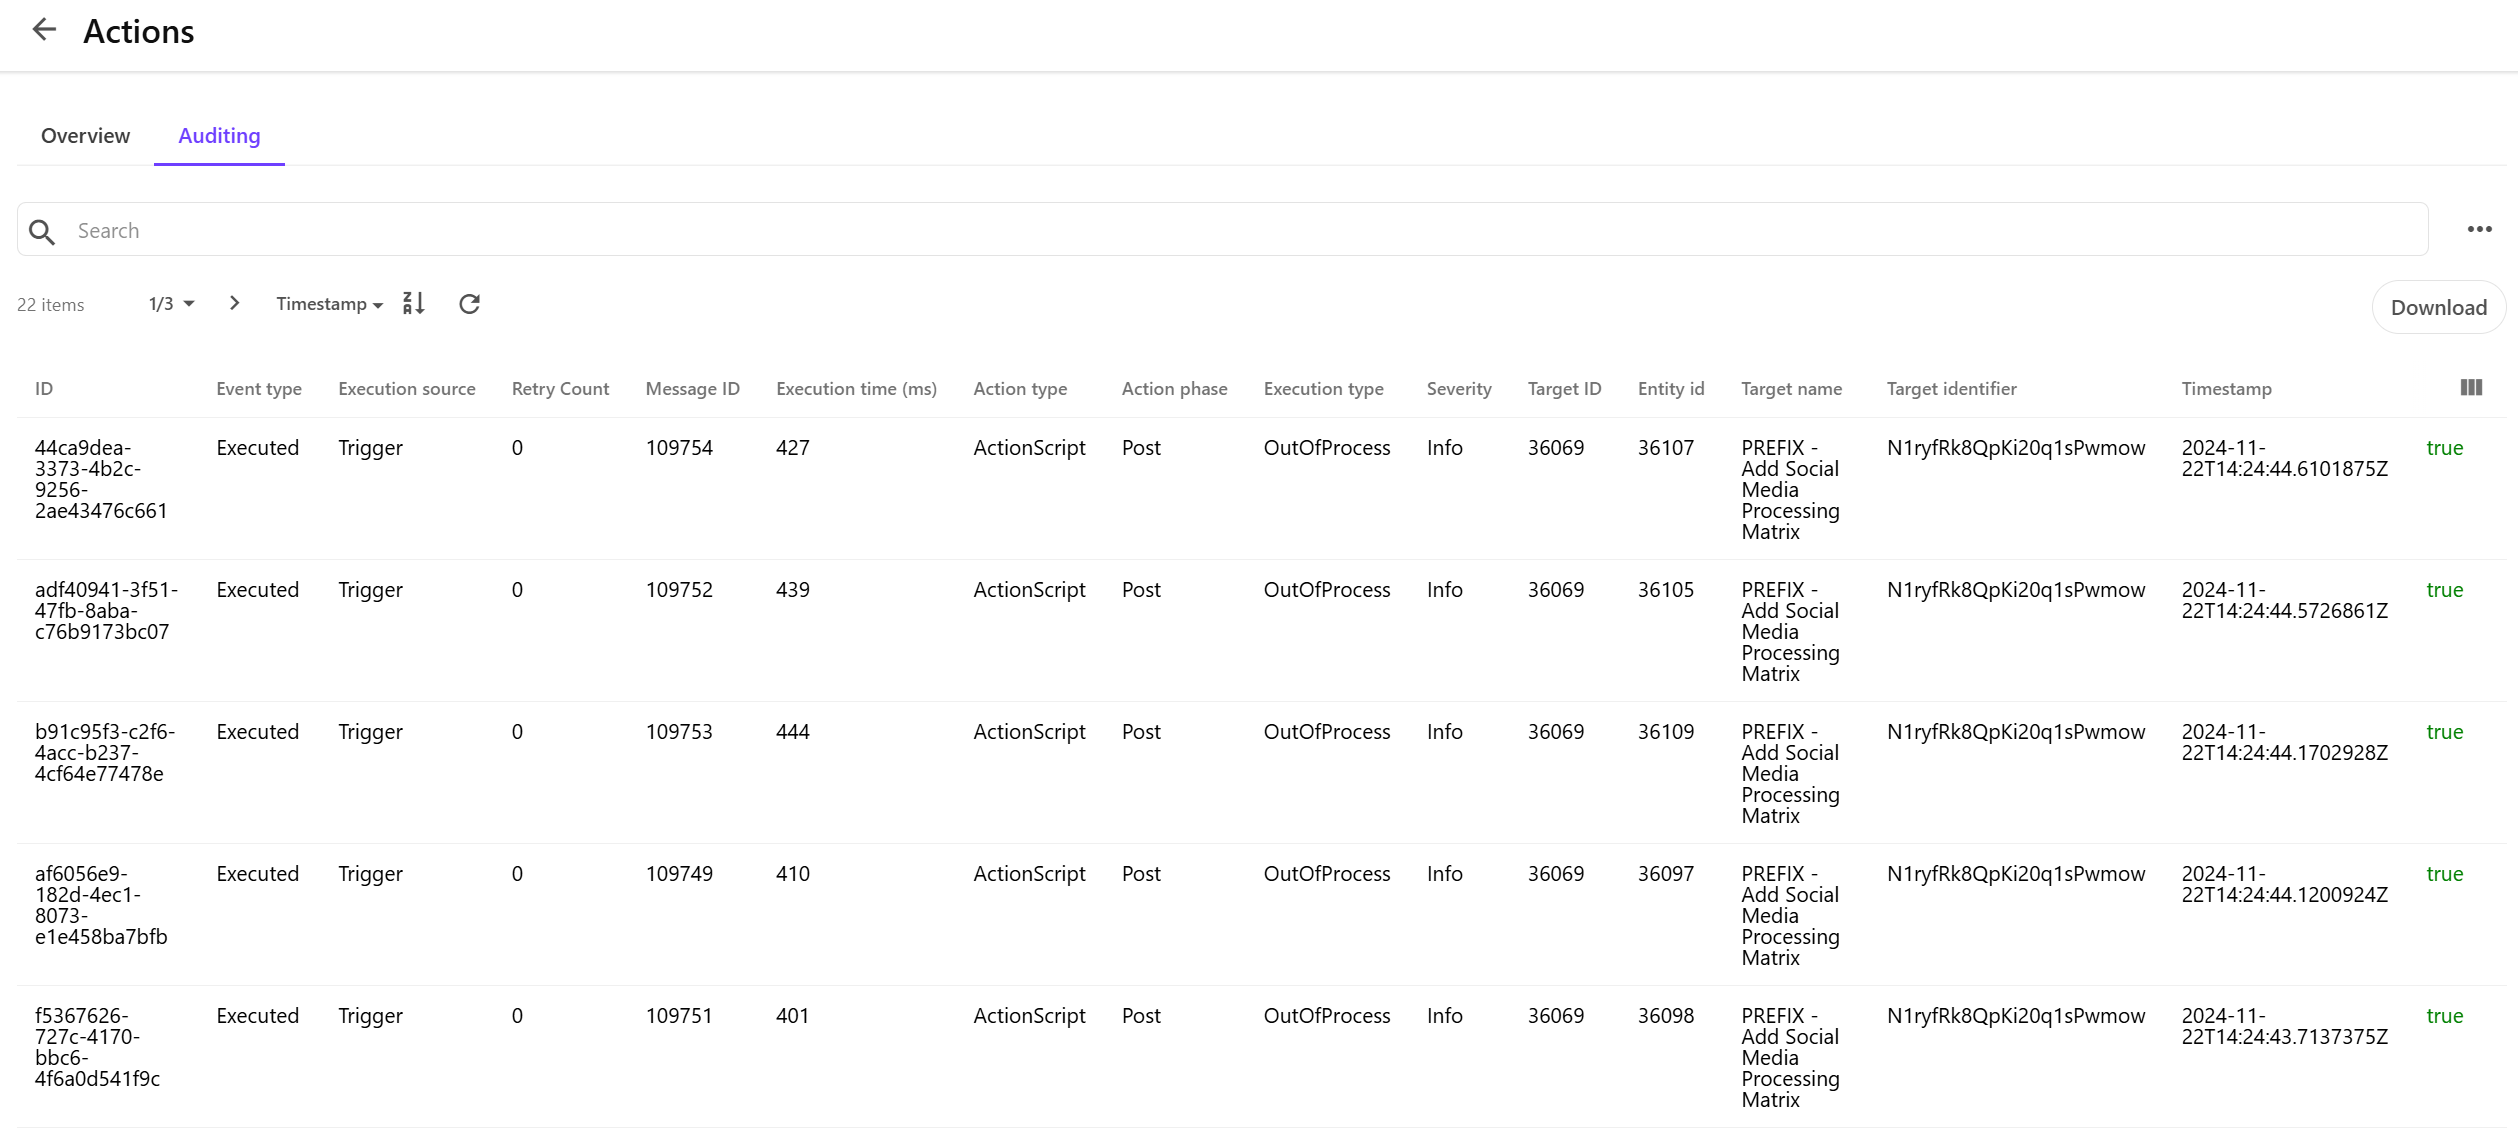 Actions
Overview Auditing
Search
22 items 1/3 Timestamp Download
ID Event type Execution source Retry Count Message ID Execution time (ms) Action type Action phase Execution type Severity Target ID Entity id Target name Target identifier Timestamp
44ca9dea- Executed Trigger 0 109754 427 ActionScript Post OutOfProcess Info 36069 36107 PREFIX - N1ryfRk8QpKi20q1sPwmow 2024-11- true
3373-4b2c- Add Social 22T14:24:44.6101875Z
9256- Media
2ae43476c661 Processing
Matrix
adf40941-3f51- Executed Trigger 0 109752 439 ActionScript Post OutOfProcess Info 36069 36105 PREFIX - N1ryfRk8QpKi20q1sPwmow 2024-11- true
47fb-8aba- Add Social 22T14:24:44.5726861Z
c76b9173bc07 Media
Processing
Matrix
b91c95f3-c2f6- Executed Trigger 0 109753 444 ActionScript Post OutOfProcess Info 36069 36109 PREFIX - N1ryfRk8QpKi20q1sPwmow 2024-11- true
4acc-b237- Add Social 22T14:24:44.1702928Z
4cf64e77478e Media
Processing
Matrix
af6056e9- Executed Trigger 0 109749 410 ActionScript Post OutOfProcess Info 36069 36097 PREFIX - N1ryfRk8QpKi20q1sPwmow 2024-11- true
182d-4ec1- Add Social 22T14:24:44.1200924Z
8073- Media
e1e458ba7bfb Processing
Matrix
f5367626- Executed Trigger 0 109751 401 ActionScript Post OutOfProcess Info 36069 36098 PREFIX - N1ryfRk8QpKi20q1sPwmow 2024-11- true
727c-4170- Add Social 22T14:24:43.7137375Z
bbc6- Media
4f6a0d541f9c Processing
Matrix